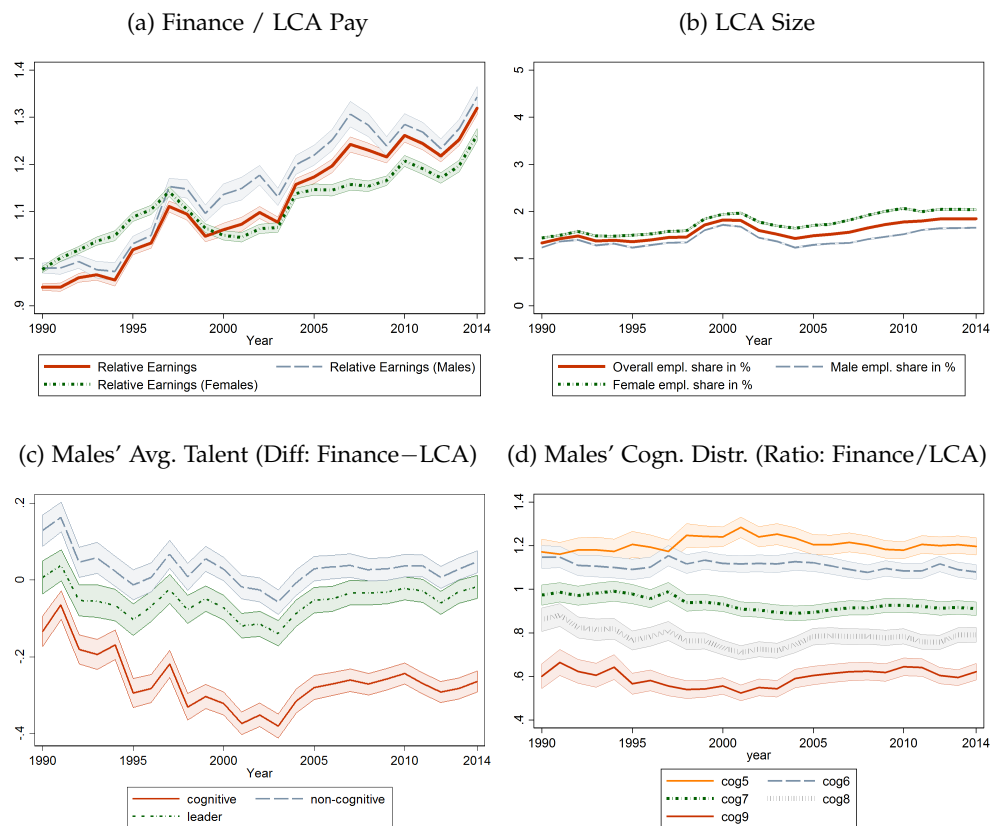 (a) Finance / LCA Pay
(b) LCA Size
1.4
1.3
1.2
1.1
1
.9
1990 1995 2000 2005 2010 2014
Year
Relative Earnings
Relative Earnings (Males)
Relative Earnings (Females)
5
4
3
2
1
0
1990 1995 2000 2005 2010 2014
Year
Overall empl. share in %
Male empl. share in %
Female empl. share in %
(c) Males' Avg. Talent (Diff: Finance−LCA)
(d) Males' Cogn. Distr. (Ratio: Finance/LCA)
.2
0
-.2
-.4
1990 1995 2000 2005 2010 2014
Year
cognitive
non-cognitive
leader
1.4
1.2
1
.8
.6
.4
1990 1995 2000 2005 2010 2014
year
cog5
cog6
cog7
cog8
cog9